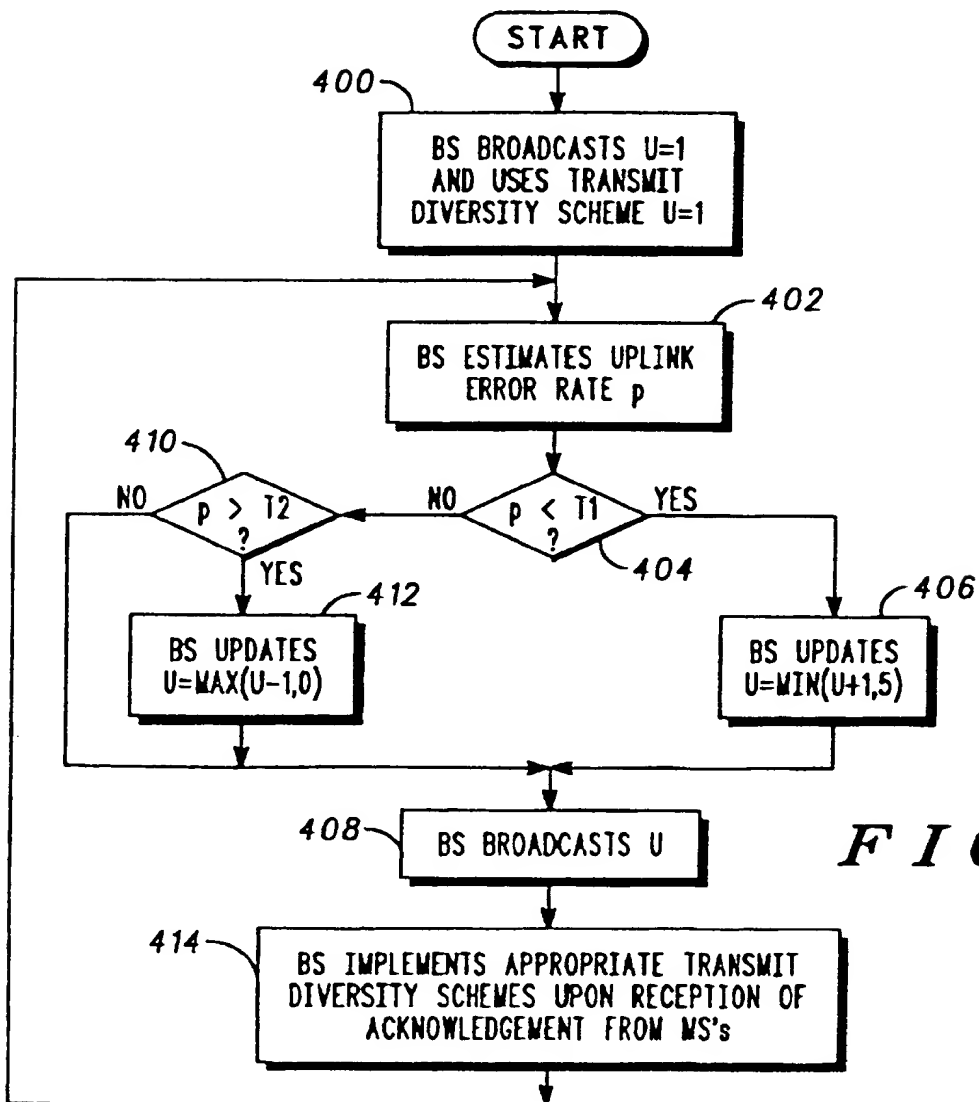 START
400
BS BROADCASTS U=1
AND USES TRANSMIT
DIVERSITY SCHEME U=1
402
BS ESTIMATES UPLINK
ERROR RATE p
410
NO
p > T2
?
YES
NO
p < T1
?
YES
404
412
BS UPDATES
U=MAX(U-1,0)
406
BS UPDATES
U=MIN(U+1,5)
408
BS BROADCASTS U
FI
414
BS IMPLEMENTS APPROPRIATE TRANSMIT
DIVERSITY SCHEMES UPON RECEPTION OF
ACKNOWLEDGEMENT FROM MS's